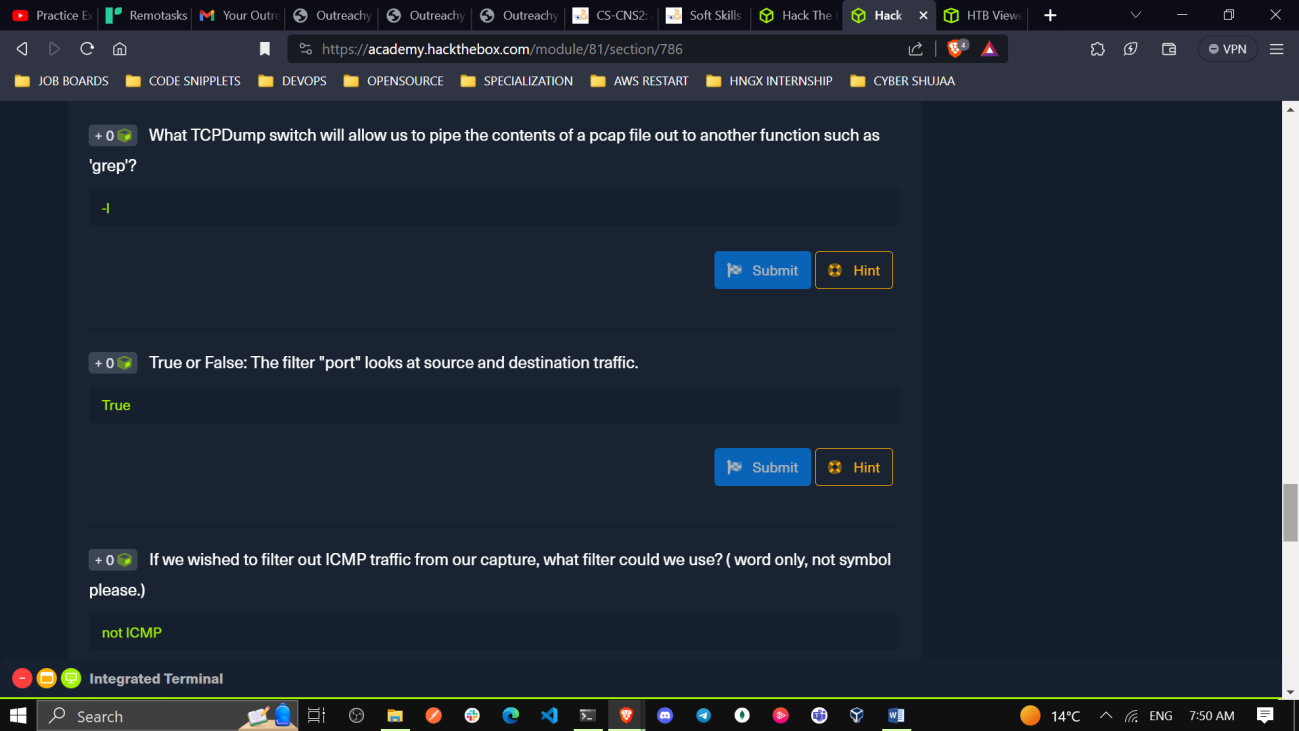 Practice Ex
Remotasks
Your Outre
Outreachy
Outreachy
Outreachy
CS-CNS2:
Soft Skills
Hack The
Hack
HTB View
https://academy.hackthebox.com/module/81/section/786
4
VPN
JOB BOARDS
CODE SNIPPLETS
DEVOPS
OPENSOURCE
SPECIALIZATION
AWS RESTART
HNGX INTERNSHIP
CYBER SHUJAA
+ 0 What TCPDump switch will allow us to pipe the contents of a pcap file out to another function such as
'grep'?
-l
Submit
Hint
+ 0 True or False: The filter "port" looks at source and destination traffic.
True
Submit
Hint
+ 0 If we wished to filter out ICMP traffic from our capture, what filter could we use? ( word only, not symbol
please.)
not ICMP
Integrated Terminal
Search
14°C
ENG
7:50 AM